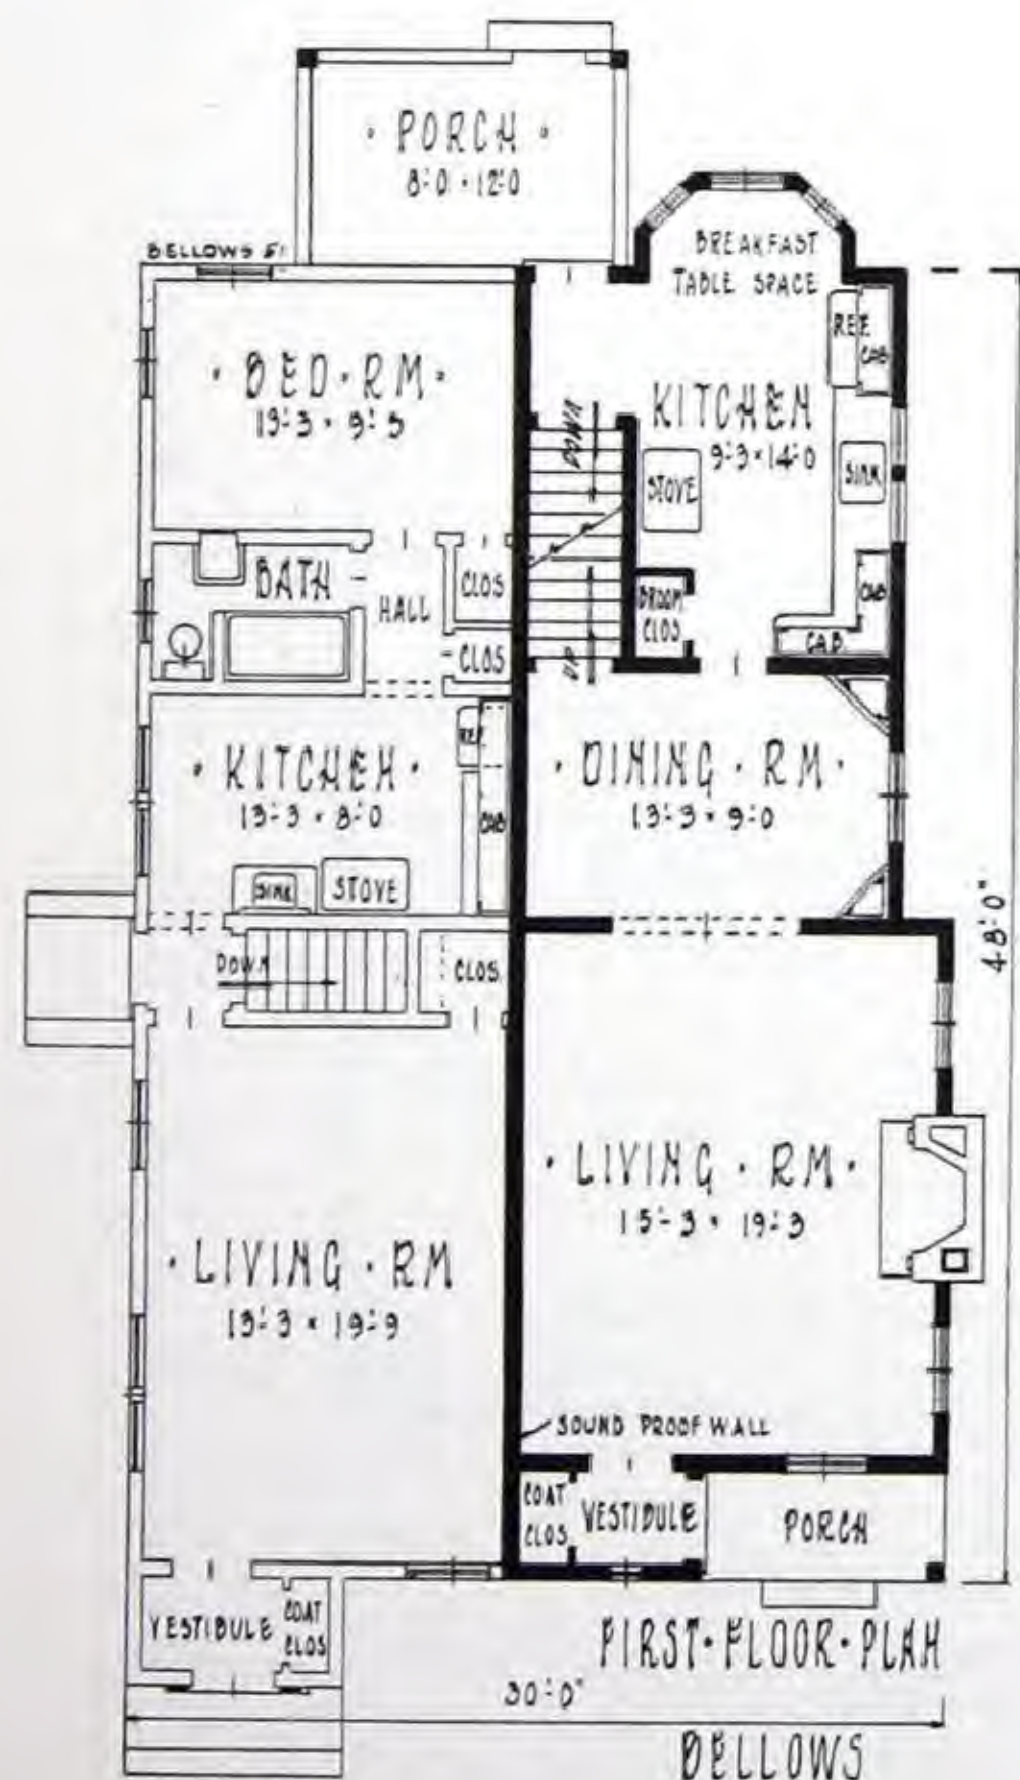 · PORCH ·
8'-0 · 12'-0
BELLOWS
BREAKFAST
TABLE SPACE
REF
CAB
· BED · RM ·
13'-3 · 9'-3
KITCHEN
9'-3 × 14'-0
DOWN
STOVE
SINK
BATH
HALL
CLOS
BROOM
CLOS
CAB
CAB
CLOS
UP
· KITCHEN ·
13'-3 · 8'-0
REF
CAB
SINK
STOVE
· DINING · RM ·
13'-3 · 9'-0
48'-0"
DOWN
CLOS
· LIVING · RM ·
15'-3 · 19'-3
· LIVING · RM
13'-3 × 19'-9
SOUND PROOF WALL
COAT
CLOS
VESTIBULE
PORCH
VESTIBULE
COAT
CLOS
FIRST · FLOOR · PLAN
30'-0"
BELLOWS